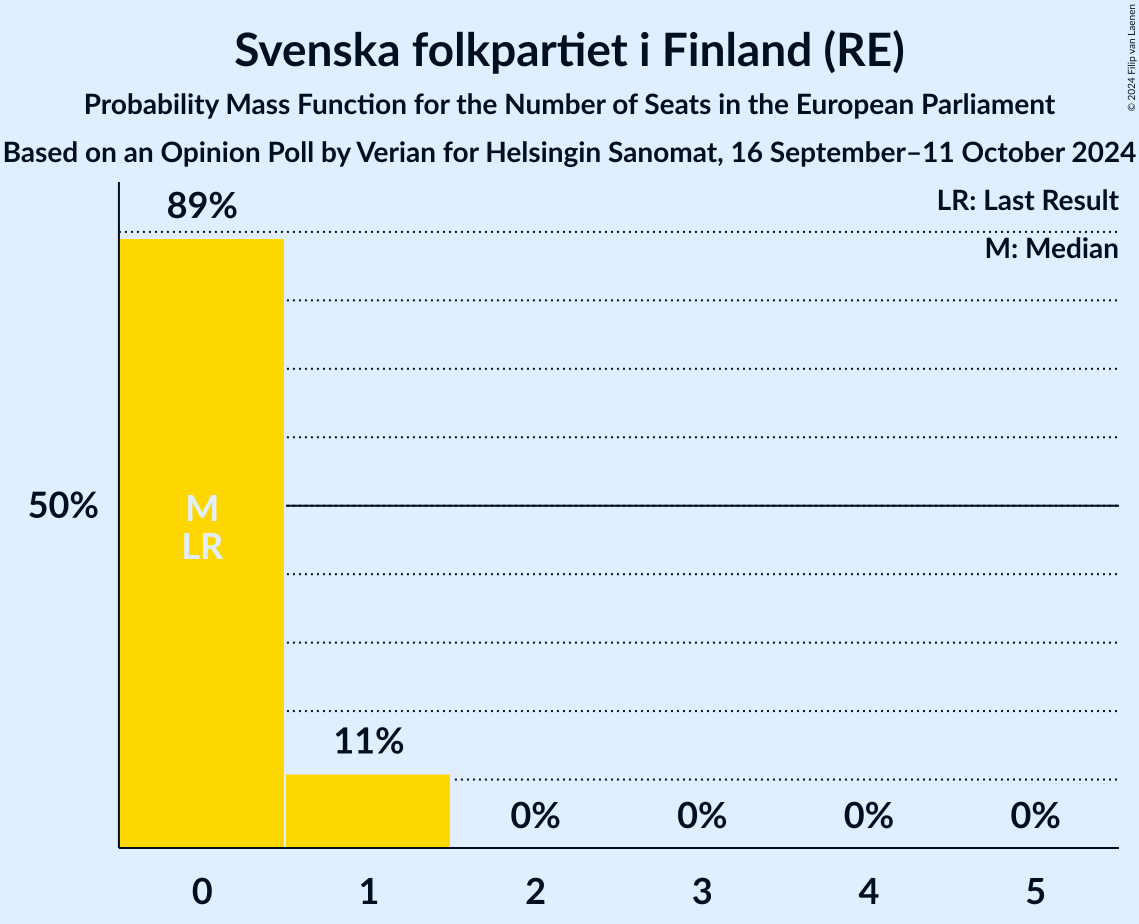 Svenska folkpartiet i Finland (RE)
Probability Mass Function for the Number of Seats in the European Parliament
Based on an Opinion Poll by Verian for Helsingin Sanomat, 16 September–11 October 2024
© 2024 Filip van Laenen
LR: Last Result
M: Median
89%
50%
M
LR
11%
0%
0%
0%
0%
0
1
2
3
4
5